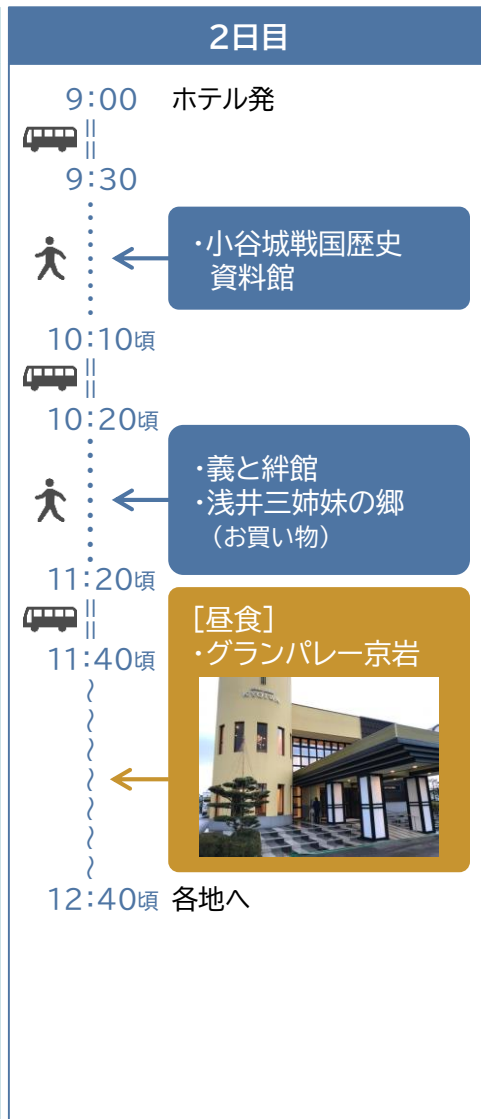 2日目
9:00 ホテル発
9:30
・小谷城戦国歴史
資料館
10:10頃
10:20頃
・義と絆館
・浅井三姉妹の郷
（お買い物）
11:20頃
[昼食]
・グランパレー京岩
11:40頃
12:40頃 各地へ